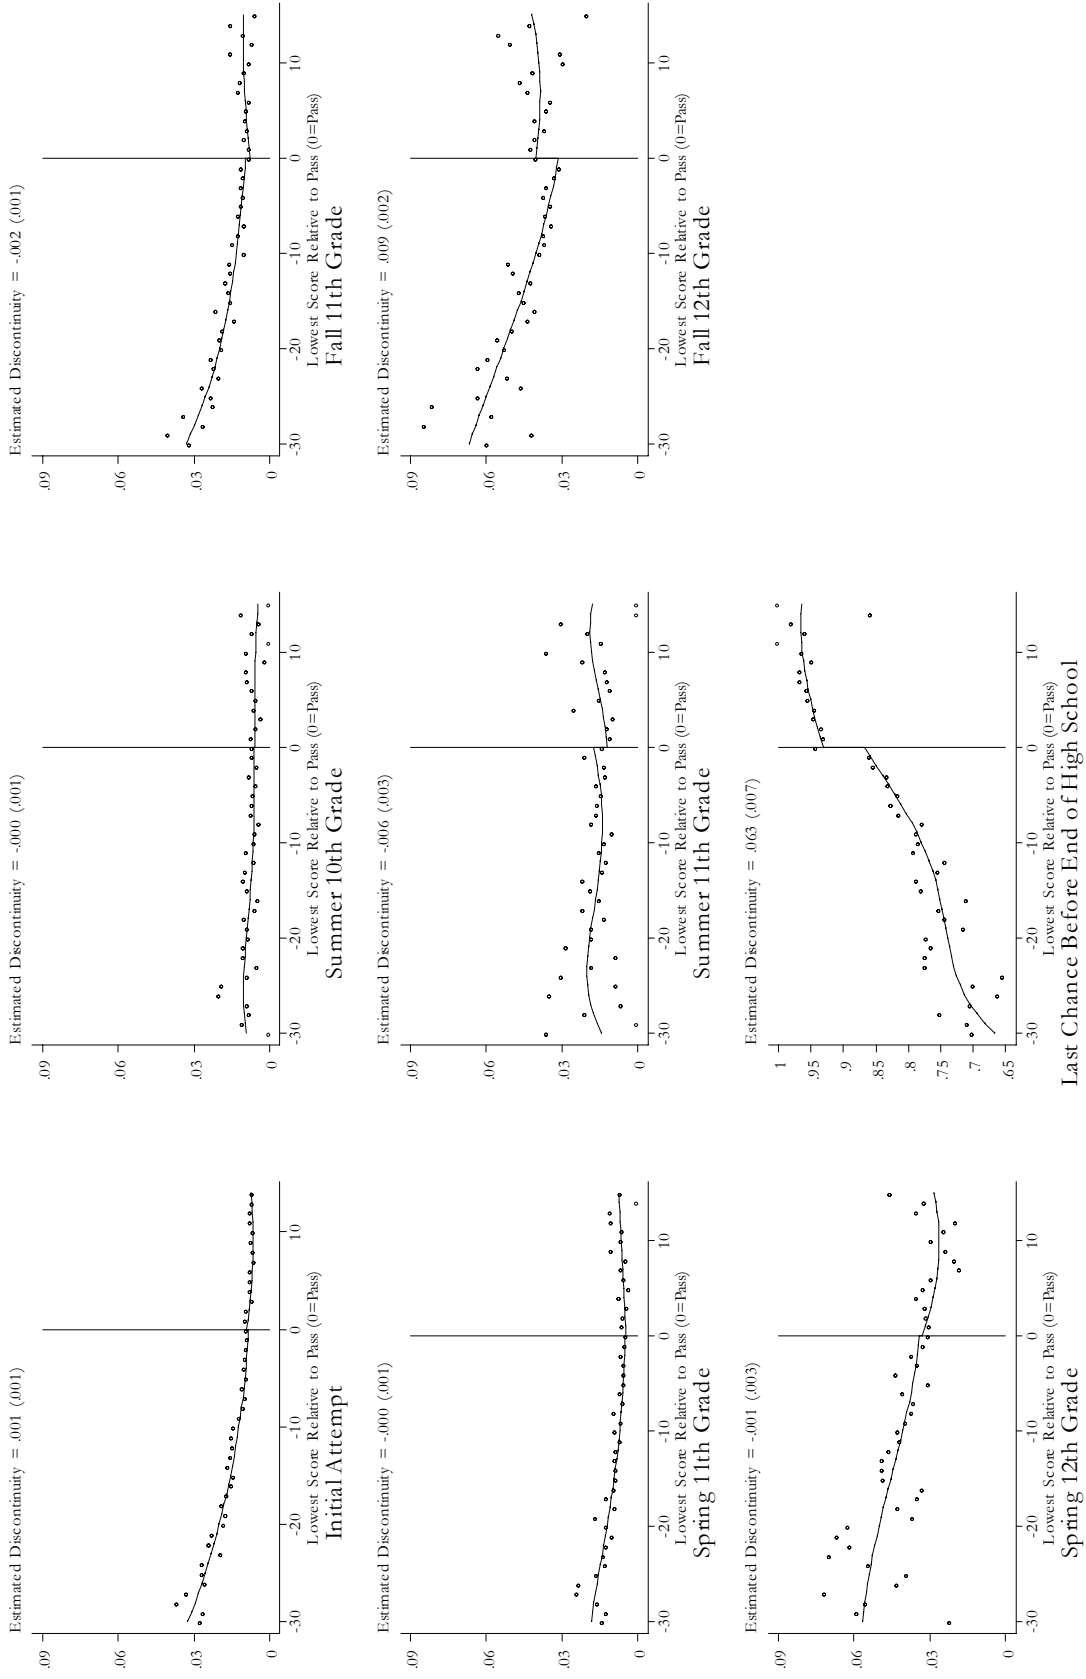 Estimated Discontinuity = .001 (.001)
.09
.06
.03
0
-30 -20 -10 0 10
Lowest Score Relative to Pass (0=Pass)
Initial Attempt
Estimated Discontinuity = -.000 (.001)
.09
.06
.03
0
-30 -20 -10 0 10
Lowest Score Relative to Pass (0=Pass)
Summer 10th Grade
Estimated Discontinuity = -.002 (.001)
.09
.06
.03
0
-30 -20 -10 0 10
Lowest Score Relative to Pass (0=Pass)
Fall 11th Grade
Estimated Discontinuity = -.000 (.001)
.09
.06
.03
0
-30 -20 -10 0 10
Lowest Score Relative to Pass (0=Pass)
Spring 11th Grade
Estimated Discontinuity = -.006 (.003)
.09
.06
.03
0
-30 -20 -10 0 10
Lowest Score Relative to Pass (0=Pass)
Summer 11th Grade
Estimated Discontinuity = .009 (.002)
.09
.06
.03
0
-30 -20 -10 0 10
Lowest Score Relative to Pass (0=Pass)
Fall 12th Grade
Estimated Discontinuity = -.001 (.003)
.09
.06
.03
0
-30 -20 -10 0 10
Lowest Score Relative to Pass (0=Pass)
Spring 12th Grade
Estimated Discontinuity = .063 (.007)
1
.95
.9
.85
.8
.75
.7
.65
-30 -20 -10 0 10
Lowest Score Relative to Pass (0=Pass)
Last Chance Before End of High School